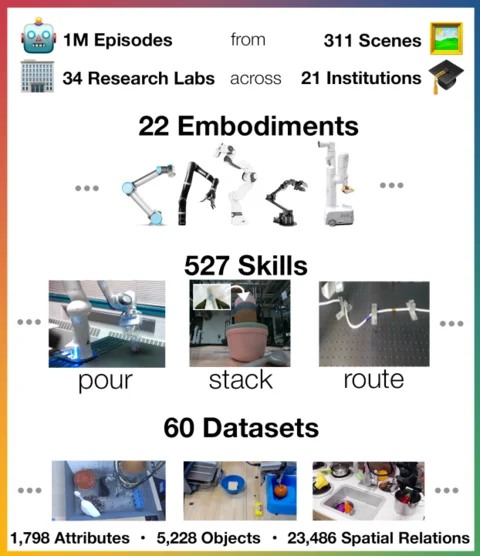 1M Episodes from 311 Scenes
34 Research Labs across 21 Institutions
22 Embodiments
527 Skills
pour stack route
60 Datasets
1,798 Attributes • 5,228 Objects • 23,486 Spatial Relations